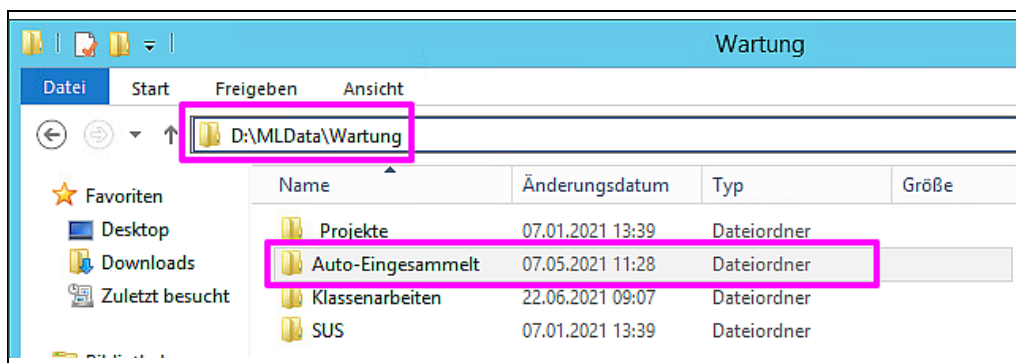 Wartung
Datei Start Freigeben Ansicht
D:\MLData\Wartung
Name Änderungsdatum Typ Größe
Favoriten
Desktop
Downloads
Zuletzt besucht
Projekte 07.01.2021 13:39 Dateiordner
Auto-Eingesammelt 07.05.2021 11:28 Dateiordner
Klassenarbeiten 22.06.2021 09:07 Dateiordner
SUS 07.01.2021 13:39 Dateiordner